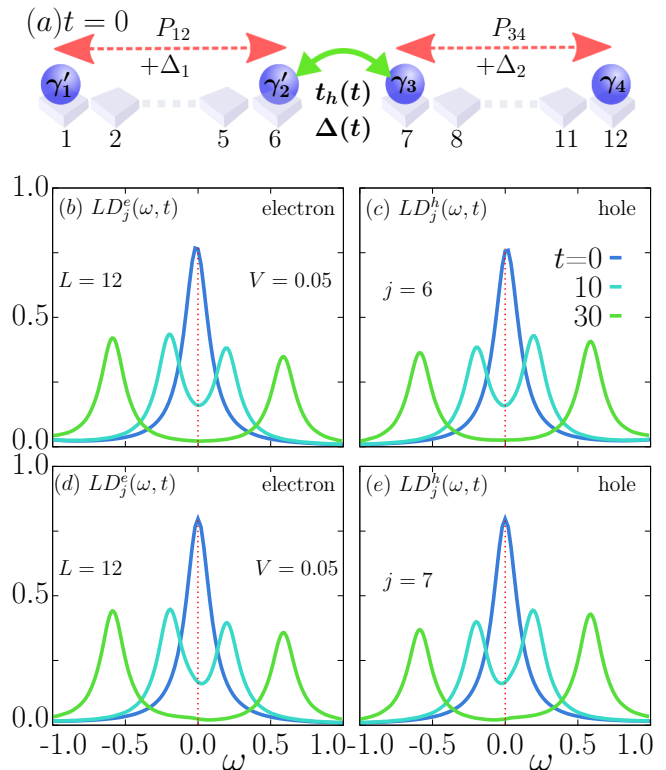 (a)t = 0
P₁₂ P₃₄
+Δ₁ +Δ₂
γ′₁ γ′₂ γ₃ γ₄
t_h(t)
Δ(t)
1 2 5 6 7 8 11 12
1.0
(b) LD^e_j(ω, t) electron
(c) LD^h_j(ω, t) hole
t=0
L = 12 V = 0.05
j = 6
10
0.5
30
0.0
1.0
(d) LD^e_j(ω, t) electron
(e) LD^h_j(ω, t) hole
L = 12 V = 0.05
j = 7
0.5
0.0
-1.0 -0.5 0.0 0.5 1.0
-1.0 -0.5 0.0 0.5 1.0
ω ω